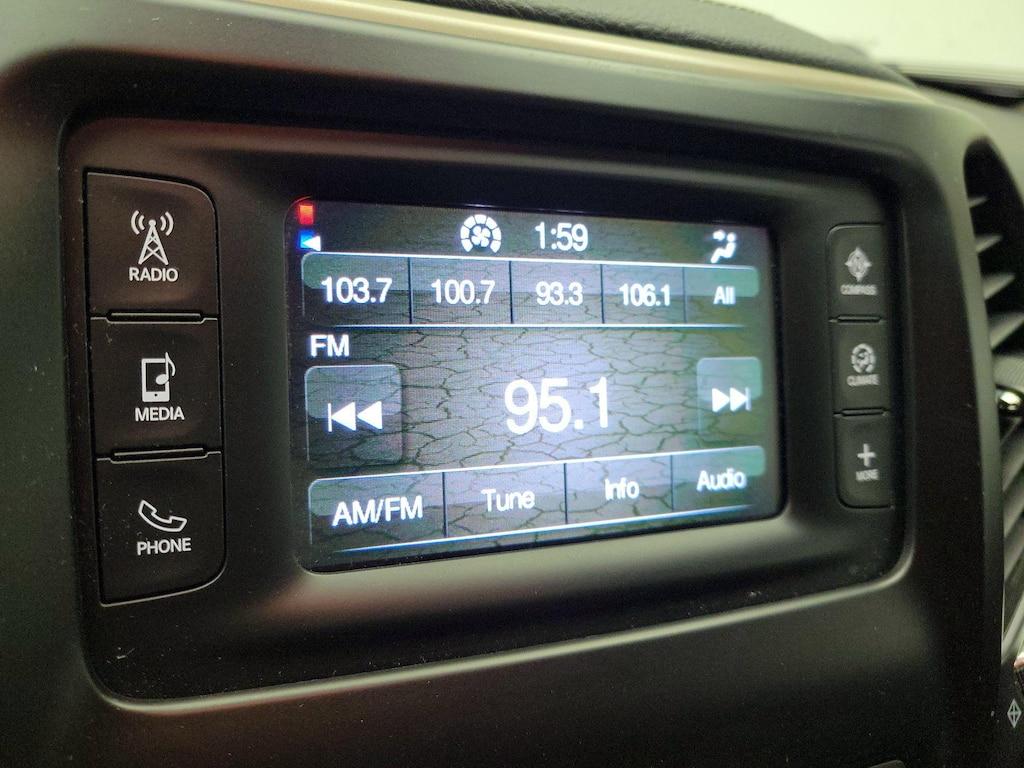 RADIO
MEDIA
PHONE
1:59
103.7 100.7 93.3 106.1 All
FM
95.1
AM/FM Tune Info Audio
COMPASS
CLIMATE
MORE